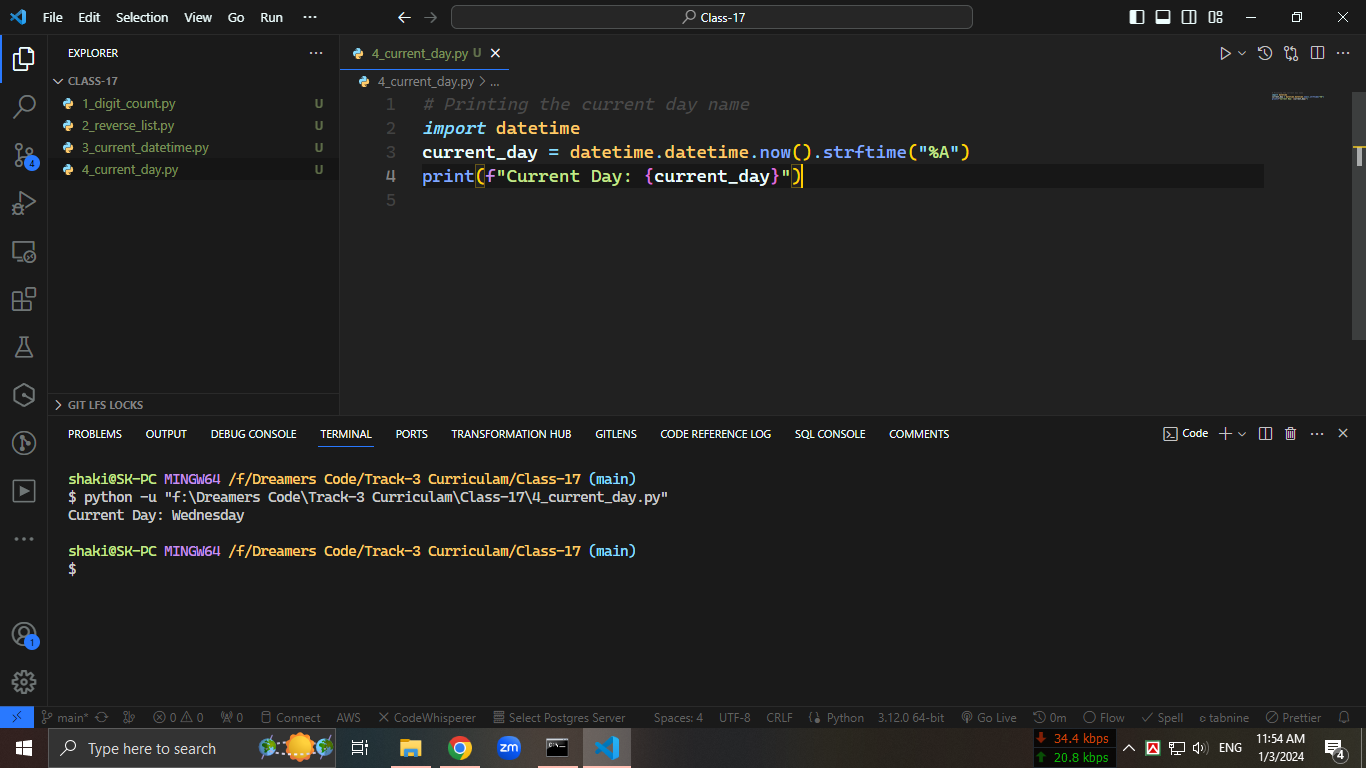 File Edit Selection View Go Run ··· Class-17
EXPLORER ···
CLASS-17
1_digit_count.py U
2_reverse_list.py U
3_current_datetime.py U
4_current_day.py U
GIT LFS LOCKS
4_current_day.py U
4_current_day.py > ...
1 # Printing the current day name
2 import datetime
3 current_day = datetime.datetime.now().strftime("%A")
4 print(f"Current Day: {current_day}")
5
4
1
PROBLEMS OUTPUT DEBUG CONSOLE TERMINAL PORTS TRANSFORMATION HUB GITLENS CODE REFERENCE LOG SQL CONSOLE COMMENTS Code
shaki@SK-PC MINGW64 /f/Dreamers Code/Track-3 Curriculam/Class-17 (main)
$ python -u "f:\Dreamers Code\Track-3 Curriculam\Class-17\4_current_day.py"
Current Day: Wednesday
shaki@SK-PC MINGW64 /f/Dreamers Code/Track-3 Curriculam/Class-17 (main)
$
main* 0 0 0 Connect AWS CodeWhisperer Select Postgres Server Spaces: 4 UTF-8 CRLF Python 3.12.0 64-bit Go Live 0m Flow Spell tabnine Prettier
Type here to search zm 34.4 kbps ENG 11:54 AM
20.8 kbps 1/3/2024 4